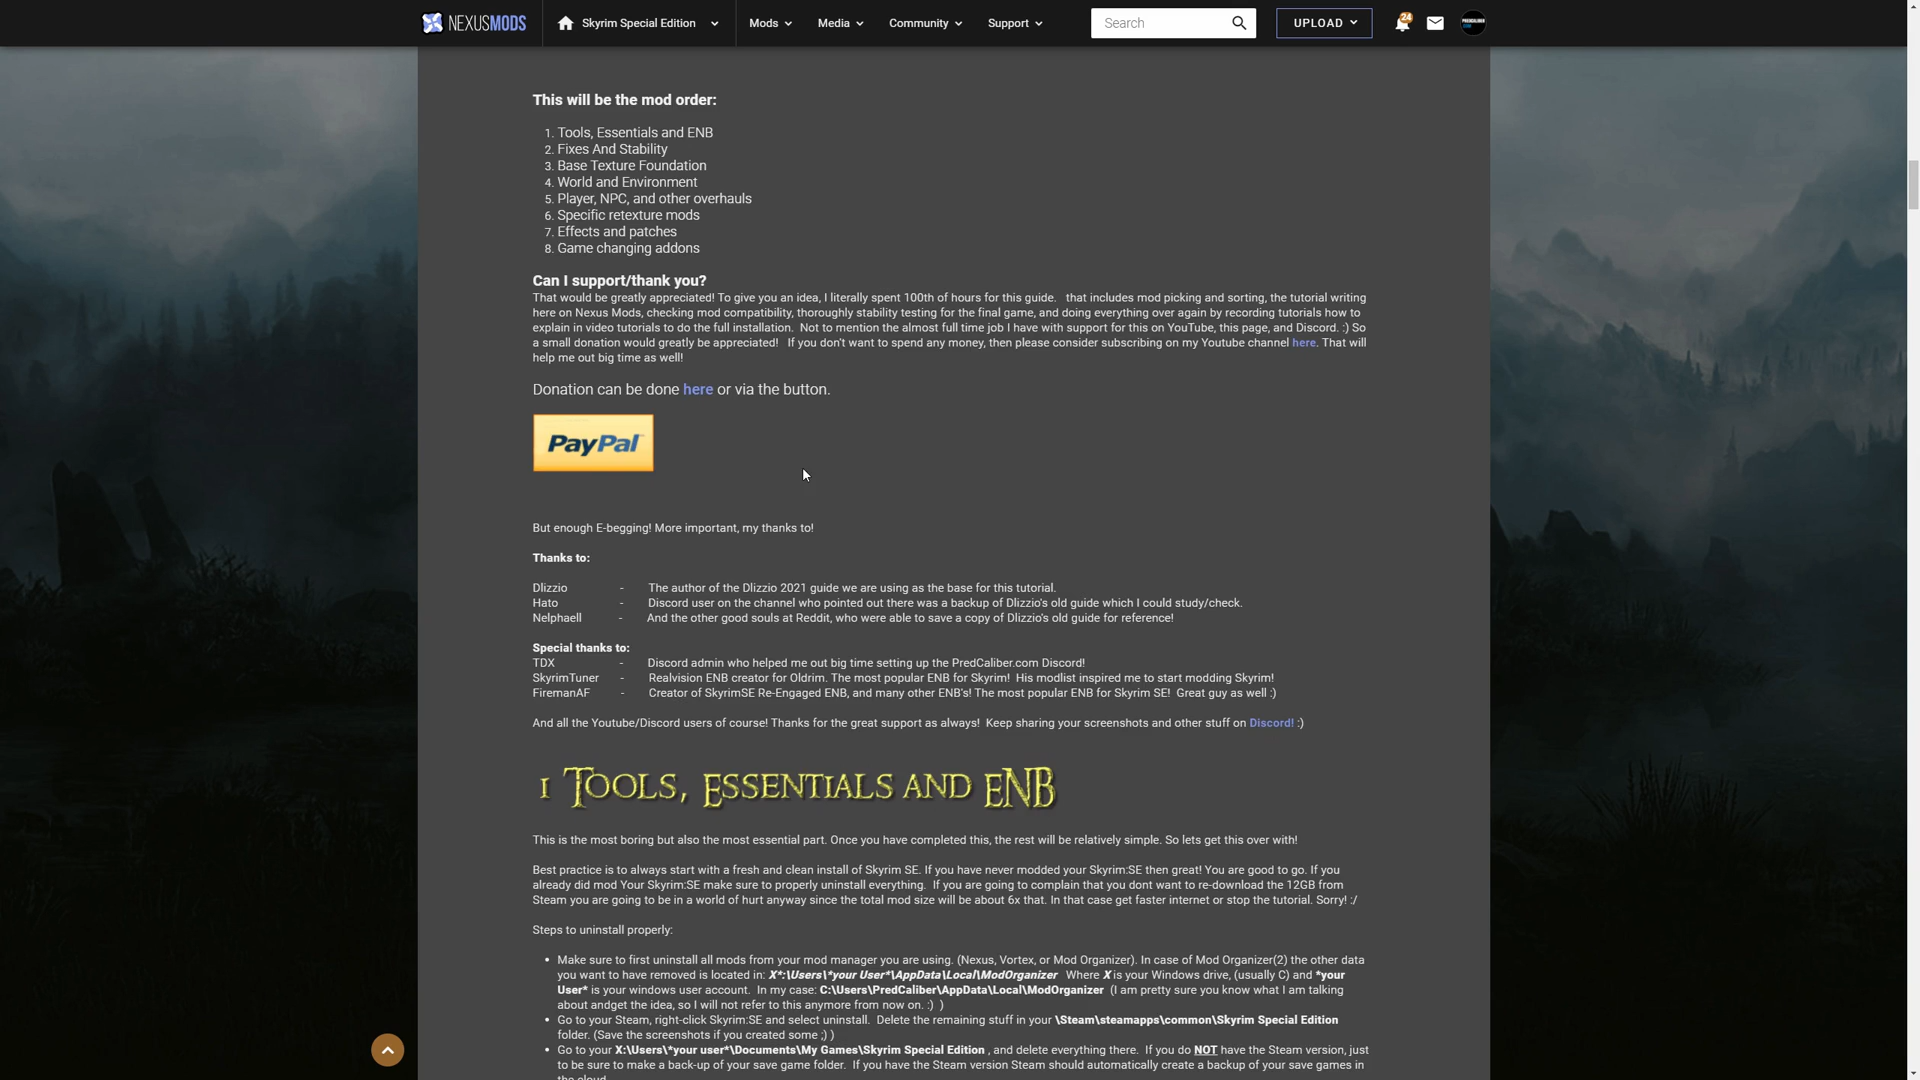 NEXUSMODS Skyrim Special Edition Mods Media Community Support Search UPLOAD 24
This will be the mod order:
1. Tools, Essentials and ENB
2. Fixes And Stability
3. Base Texture Foundation
4. World and Environment
5. Player, NPC, and other overhauls
6. Specific retexture mods
7. Effects and patches
8. Game changing addons
Can I support/thank you?
That would be greatly appreciated! To give you an idea, I literally spent 100th of hours for this guide. that includes mod picking and sorting, the tutorial writing
here on Nexus Mods, checking mod compatibility, thoroughly stability testing for the final game, and doing everything over again by recording tutorials how to
explain in video tutorials to do the full installation. Not to mention the almost full time job I have with support for this on YouTube, this page, and Discord. :) So
a small donation would greatly be appreciated! If you don't want to spend any money, then please consider subscribing on my Youtube channel here. That will
help me out big time as well!
Donation can be done here or via the button.
PayPal
But enough E-begging! More important, my thanks to!
Thanks to:
Dlizzio - The author of the Dlizzio 2021 guide we are using as the base for this tutorial.
Hato - Discord user on the channel who pointed out there was a backup of Dlizzio's old guide which I could study/check.
Nelphaell - And the other good souls at Reddit, who were able to save a copy of Dlizzio's old guide for reference!
Special thanks to:
TDX - Discord admin who helped me out big time setting up the PredCaliber.com Discord!
SkyrimTuner - Realvision ENB creator for Oldrim. The most popular ENB for Skyrim! His modlist inspired me to start modding Skyrim!
FiremanAF - Creator of SkyrimSE Re-Engaged ENB, and many other ENB's! The most popular ENB for Skyrim SE! Great guy as well :)
And all the Youtube/Discord users of course! Thanks for the great support as always! Keep sharing your screenshots and other stuff on Discord! :)
1 Tools, Essentials and ENB
This is the most boring but also the most essential part. Once you have completed this, the rest will be relatively simple. So lets get this over with!
Best practice is to always start with a fresh and clean install of Skyrim SE. If you have never modded your Skyrim:SE then great! You are good to go. If you
already did mod Your Skyrim:SE make sure to properly uninstall everything. If you are going to complain that you dont want to re-download the 12GB from
Steam you are going to be in a world of hurt anyway since the total mod size will be about 6x that. In that case get faster internet or stop the tutorial. Sorry! :/
Steps to uninstall properly:
• Make sure to first uninstall all mods from your mod manager you are using. (Nexus, Vortex, or Mod Organizer). In case of Mod Organizer(2) the other data
you want to have removed is located in: X*:\Users\*your User*\AppData\Local\ModOrganizer Where X is your Windows drive, (usually C) and *your
User* is your windows user account. In my case: C:\Users\PredCaliber\AppData\Local\ModOrganizer (I am pretty sure you know what I am talking
about andget the idea, so I will not refer to this anymore from now on. :) )
• Go to your Steam, right-click Skyrim:SE and select uninstall. Delete the remaining stuff in your \Steam\steamapps\common\Skyrim Special Edition
folder. (Save the screenshots if you created some ;) )
• Go to your X:\Users\*your user*\Documents\My Games\Skyrim Special Edition , and delete everything there. If you do NOT have the Steam version, just
to be sure to make a back-up of your save game folder. If you have the Steam version Steam should automatically create a backup of your save games in
the cloud